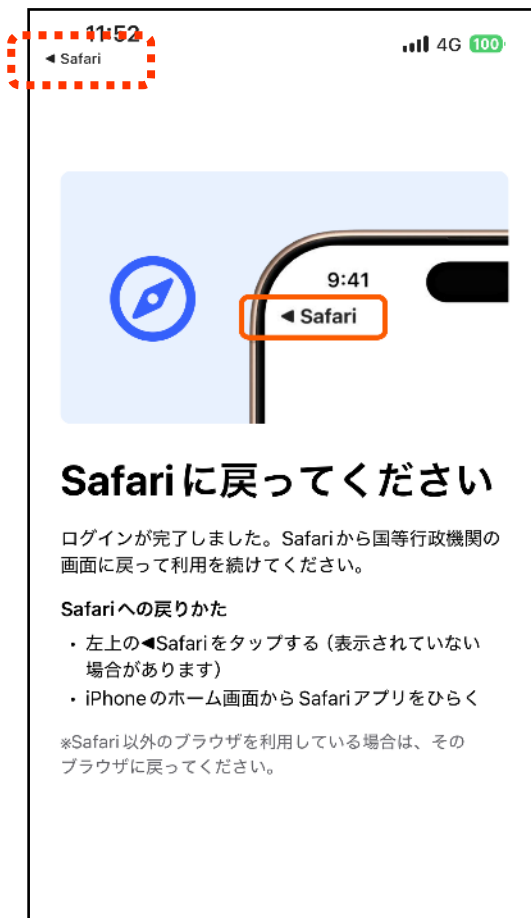 11:52
4G 100
◀ Safari
9:41
◀ Safari
Safariに戻ってください
ログインが完了しました。Safariから国等行政機関の
画面に戻って利用を続けてください。
Safariへの戻りかた
・左上の◀Safariをタップする（表示されていない
場合があります）
・iPhoneのホーム画面からSafariアプリをひらく
※Safari以外のブラウザを利用している場合は、その
ブラウザに戻ってください。